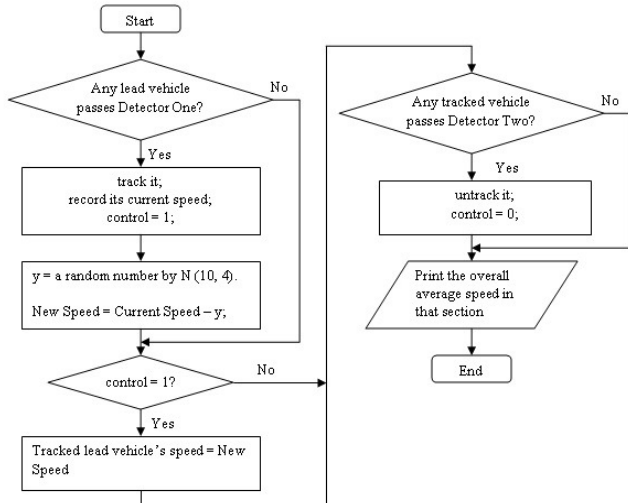 Start
Any lead vehicle
passes Detector One?
No
Yes
track it;
record its current speed;
control = 1;
y = a random number by N (10, 4).
New Speed = Current Speed – y;
control = 1?
No
Yes
Tracked lead vehicle's speed = New
Speed
Any tracked vehicle
passes Detector Two?
No
Yes
untrack it;
control = 0;
Print the overall
average speed in
that section
End